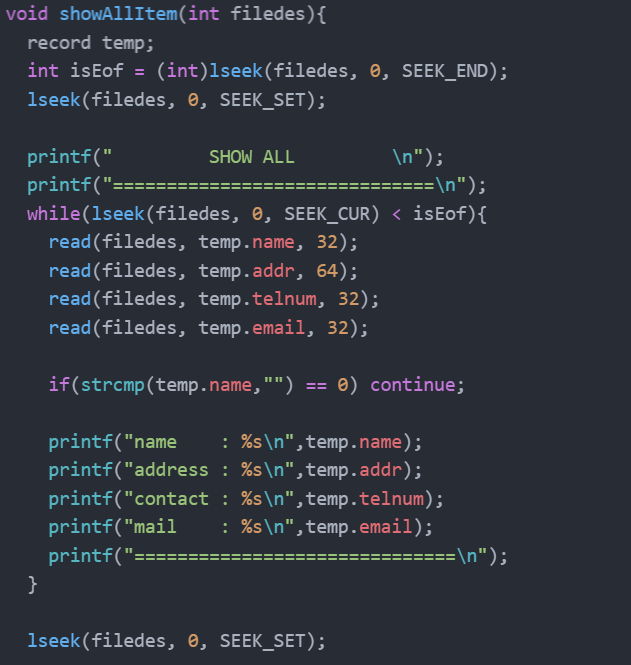 void showAllItem(int filedes){
  record temp;
  int isEof = (int)lseek(filedes, 0, SEEK_END);
  lseek(filedes, 0, SEEK_SET);

  printf("         SHOW ALL         \n");
  printf("==============================\n");
  while(lseek(filedes, 0, SEEK_CUR) < isEof){
    read(filedes, temp.name, 32);
    read(filedes, temp.addr, 64);
    read(filedes, temp.telnum, 32);
    read(filedes, temp.email, 32);

    if(strcmp(temp.name,"") == 0) continue;

    printf("name    : %s\n",temp.name);
    printf("address : %s\n",temp.addr);
    printf("contact : %s\n",temp.telnum);
    printf("mail    : %s\n",temp.email);
    printf("==============================\n");
  }

  lseek(filedes, 0, SEEK_SET);